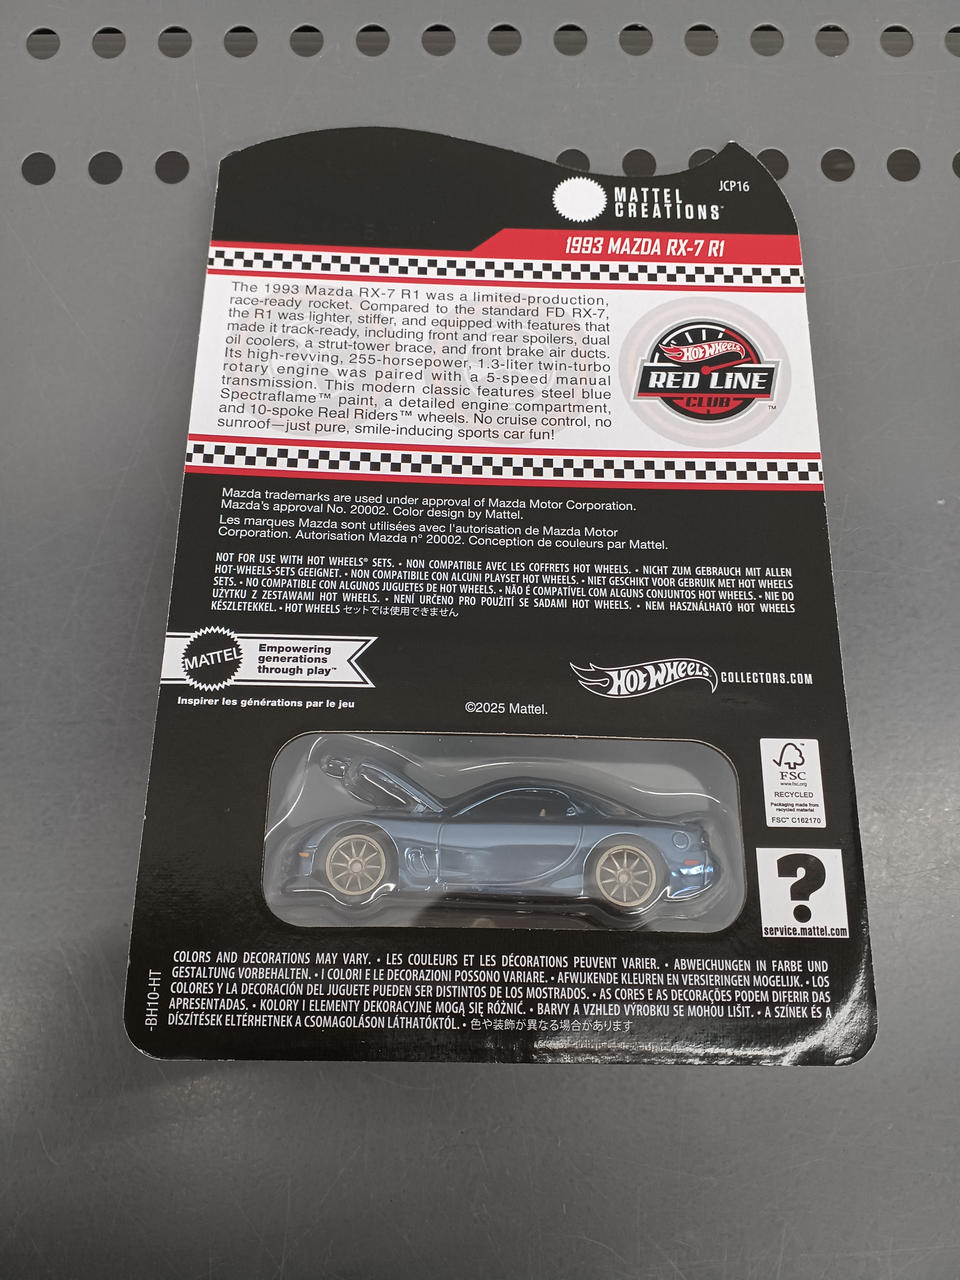 JCP16
MATTEL
CREATIONS™
1993 MAZDA RX-7 R1
The 1993 Mazda RX-7 R1 was a limited-production,
race-ready rocket. Compared to the standard FD RX-7,
the R1 was lighter, stiffer, and equipped with features that
made it track-ready, including front and rear spoilers, dual
oil coolers, a strut-tower brace, and front brake air ducts.
Its high-revving, 255-horsepower, 1.3-liter twin-turbo
rotary engine was paired with a 5-speed manual
transmission. This modern classic features steel blue
Spectraflame™ paint, a detailed engine compartment,
and 10-spoke Real Riders™ wheels. No cruise control, no
sunroof—just pure, smile-inducing sports car fun!
HOT WHEELS
RED LINE
CLUB
™
Mazda trademarks are used under approval of Mazda Motor Corporation.
Mazda's approval No. 20002. Color design by Mattel.
Les marques Mazda sont utilisées avec l'autorisation de Mazda Motor
Corporation. Autorisation Mazda n° 20002. Conception de couleurs par Mattel.
NOT FOR USE WITH HOT WHEELS® SETS. • NON COMPATIBLE AVEC LES COFFRETS HOT WHEELS. • NICHT ZUM GEBRAUCH MIT ALLEN
HOT-WHEELS-SETS GEEIGNET. • NON COMPATIBILE CON ALCUNI PLAYSET HOT WHEELS. • NIET GESCHIKT VOOR GEBRUIK MET HOT WHEELS
SETS. • NO COMPATIBLE CON ALGUNOS JUGUETES DE HOT WHEELS. • NÃO É COMPATÍVEL COM ALGUNS CONJUNTOS HOT WHEELS. • NIE DO
UŻYTKU Z ZESTAWAMI HOT WHEELS. • NENÍ URČENO PRO POUŽITÍ SE SADAMI HOT WHEELS. • NEM HASZNÁLHATÓ HOT WHEELS
KÉSZLETEKKEL. • HOT WHEELS セットでは使用できません
MATTEL
Empowering
generations
through play™
Inspirer les générations par le jeu
HOT WHEELS COLLECTORS.COM
©2025 Mattel.
FSC
www.fsc.org
RECYCLED
Packaging made from
recycled material
FSC™ C162170
?
service.mattel.com
-BH10-HT
COLORS AND DECORATIONS MAY VARY. • LES COULEURS ET LES DÉCORATIONS PEUVENT VARIER. • ABWEICHUNGEN IN FARBE UND
GESTALTUNG VORBEHALTEN. • I COLORI E LE DECORAZIONI POSSONO VARIARE. • AFWIJKENDE KLEUREN EN VERSIERINGEN MOGELIJK. • LOS
COLORES Y LA DECORACIÓN DEL JUGUETE PUEDEN SER DISTINTOS DE LOS MOSTRADOS. • AS CORES E AS DECORAÇÕES PODEM DIFERIR DAS
APRESENTADAS. • KOLORY I ELEMENTY DEKORACYJNE MOGĄ SIĘ RÓŻNIĆ. • BARVY A VZHLED VÝROBKU SE MOHOU LIŠIT. • A SZÍNEK ÉS A
DÍSZÍTÉSEK ELTÉRHETNEK A CSOMAGOLÁSON LÁTHATÓKTÓL. • 色や装飾が異なる場合があります